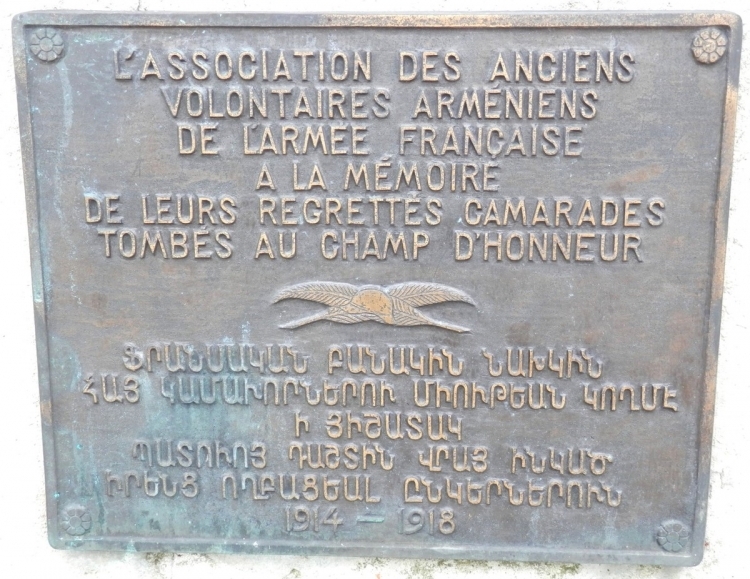 L'ASSOCIATION DES ANCIENS
VOLONTAIRES ARMÉNIENS
DE L'ARMEE FRANÇAISE
A LA MÉMOIRE
DE LEURS REGRETTÉS CAMARADES
TOMBÉS AU CHAMP D'HONNEUR
ՖՐԱՆՍԱԿԱՆ ԲԱՆԱԿԻՆ ՆԱԽԿԻՆ
ՀԱՅ ԿԱՄԱՒՈՐՆԵՐՈՒ ՄԻՈՒԹԵԱՆ ԿՈՂՄԷ
Ի ՅԻՇԱՏԱԿ
ՊԱՏՈՒՈՅ ԴԱՇՏԻՆ ՎՐԱՅ ԻՆԿԱԾ
ԻՐԵՆՑ ՈՂԲԱՑԵԱԼ ԸՆԿԵՐՆԵՐՈՒՆ
1914 — 1918